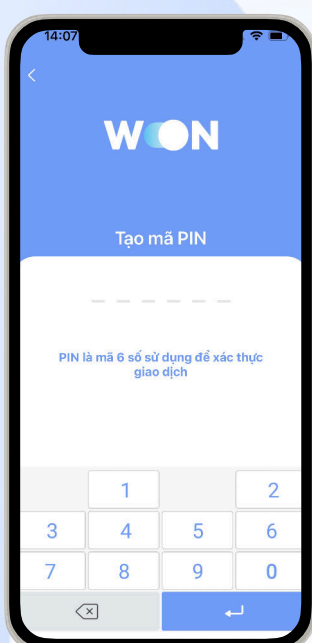 14:07
WOON
Tạo mã PIN
PIN là mã 6 số sử dụng để xác thực
giao dịch
1 2
3 4 5 6
7 8 9 0